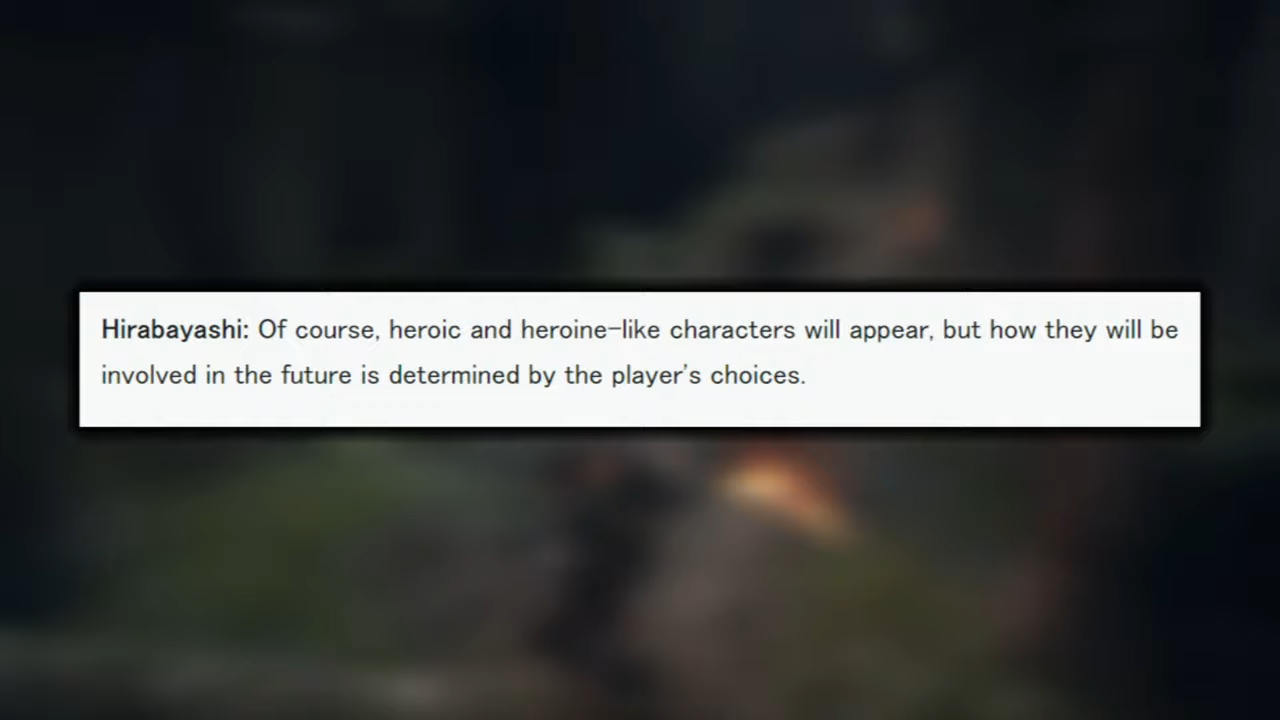 Hirabayashi: Of course, heroic and heroine-like characters will appear, but how they will be
involved in the future is determined by the player's choices.